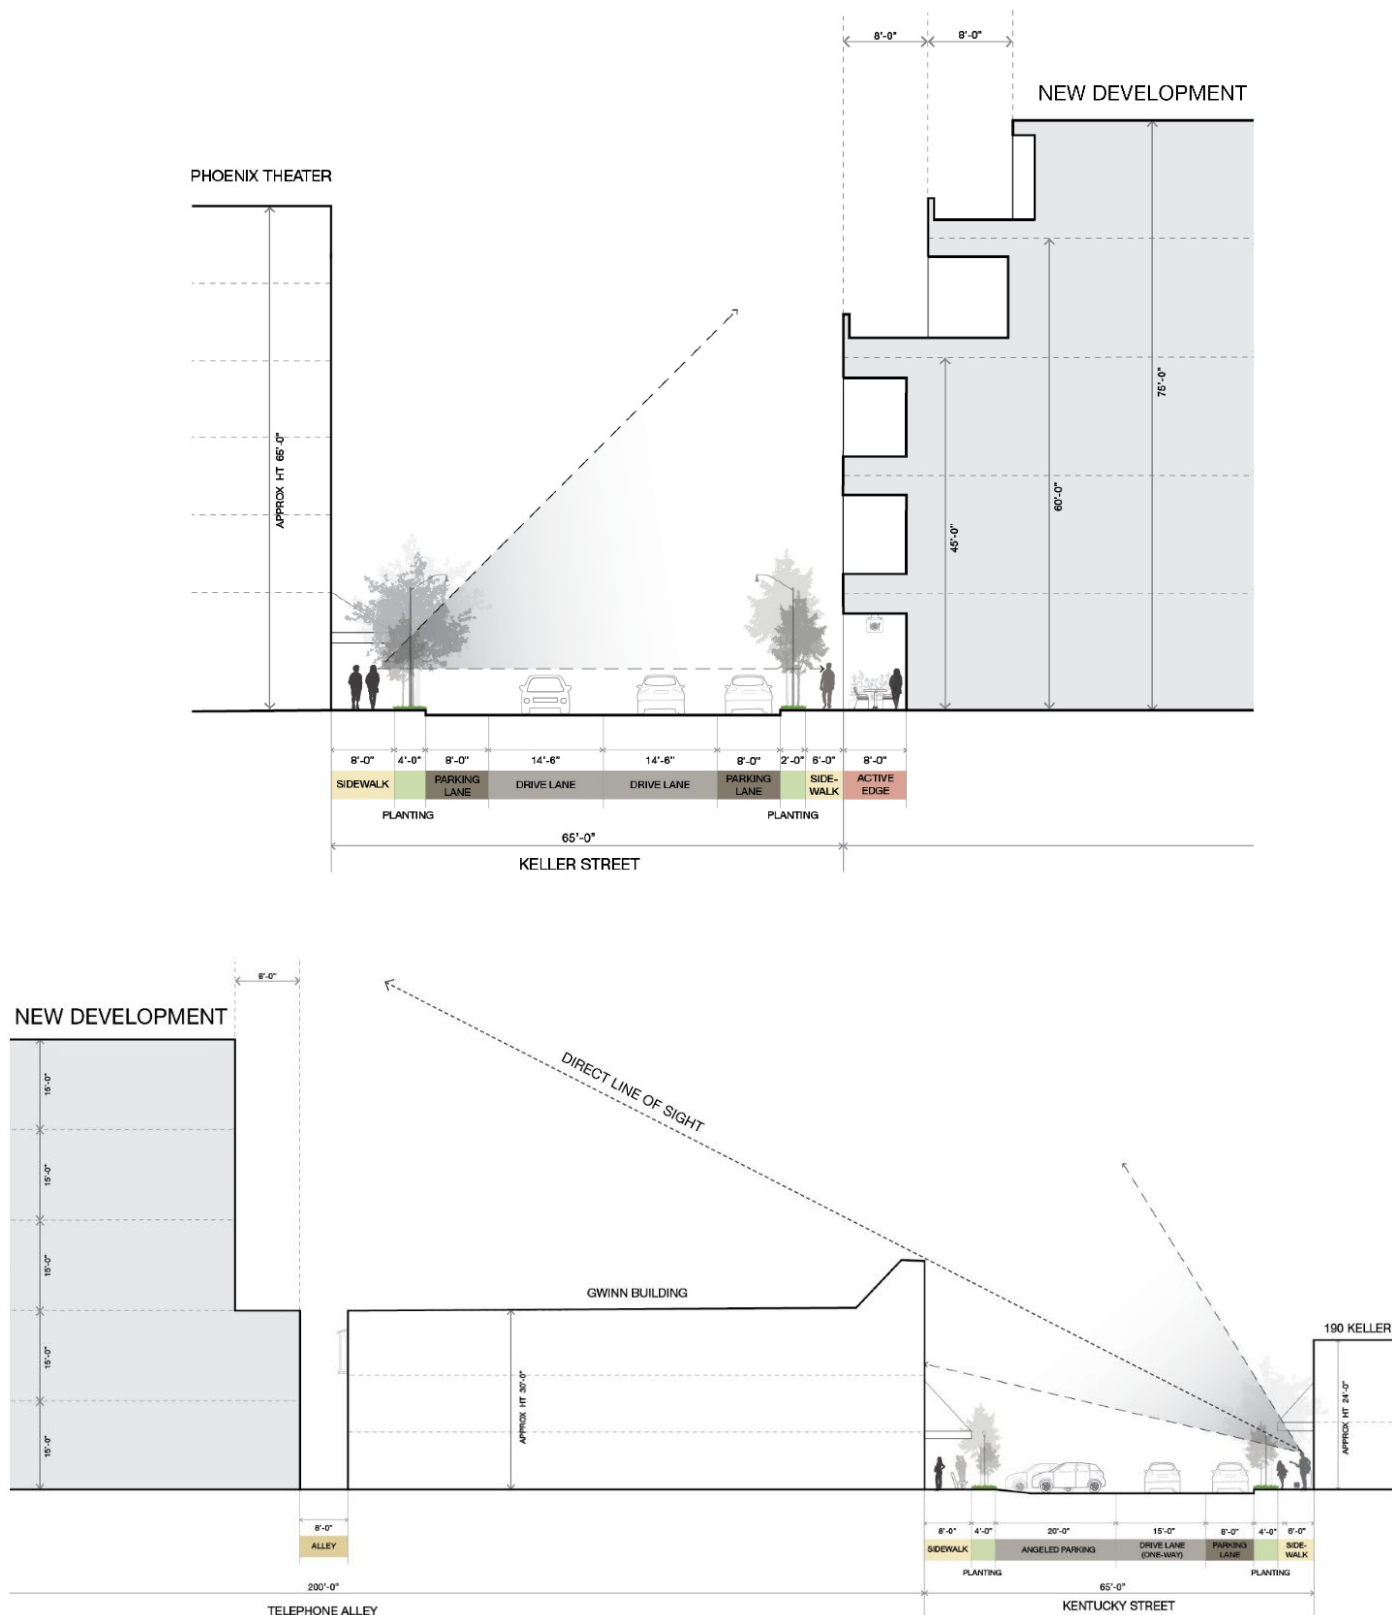 8'-0" 8'-0"
NEW DEVELOPMENT
PHOENIX THEATER
APPROX HT 65'-0"
75'-0"
60'-0"
45'-0"
8'-0" 4'-0" 8'-0" 14'-6" 14'-6" 8'-0" 2'-0" 6'-0" 8'-0"
SIDEWALK PARKING LANE DRIVE LANE DRIVE LANE PARKING LANE SIDE-WALK ACTIVE EDGE
PLANTING PLANTING
65'-0"
KELLER STREET
8'-0"
NEW DEVELOPMENT
15'-0"
15'-0"
15'-0"
15'-0"
15'-0"
DIRECT LINE OF SIGHT
GWINN BUILDING
190 KELLER
APPROX HT 30'-0"
APPROX HT 24'-0"
8'-0" 8'-0" 4'-0" 20'-0" 15'-0" 8'-0" 4'-0" 6'-0"
ALLEY SIDEWALK ANGELED PARKING DRIVE LANE (ONE-WAY) PARKING LANE SIDE-WALK
PLANTING PLANTING
200'-0" 65'-0"
TELEPHONE ALLEY KENTUCKY STREET